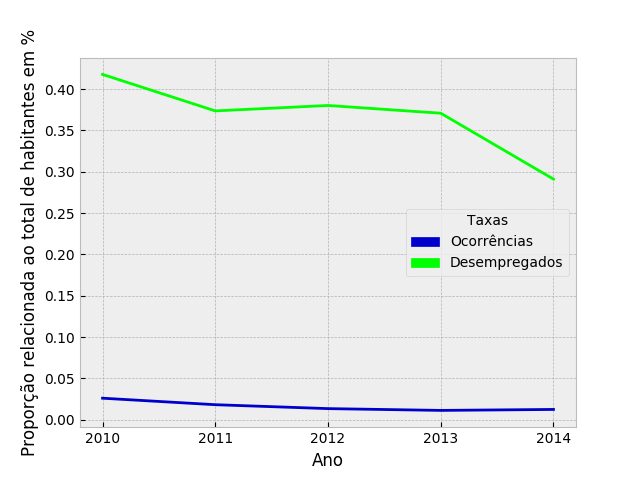 Proporção relacionada ao total de habitantes em %
0.40
0.35
0.30
0.25
0.20
0.15
0.10
0.05
0.00
Taxas
Ocorrências
Desempregados
2010 2011 2012 2013 2014
Ano